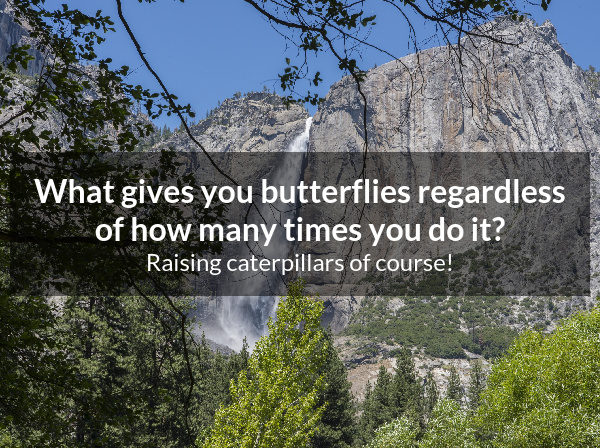 What gives you butterflies regardless
of how many times you do it?
Raising caterpillars of course!